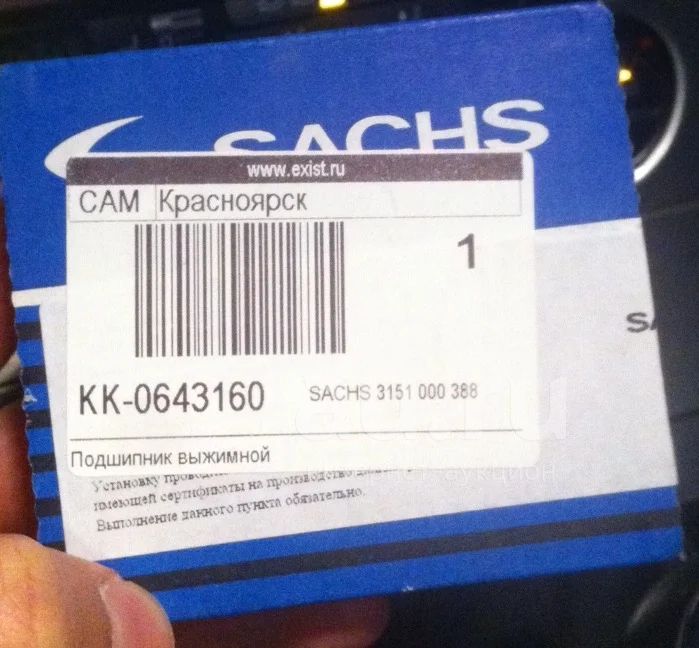 SACHS
www.exist.ru
САМ Красноярск
1
KK-0643160 SACHS 3151 000 388
Подшипник выжимной
Установку
имеющей сертификаты на производство
Выполнение данного пункта обязательно.